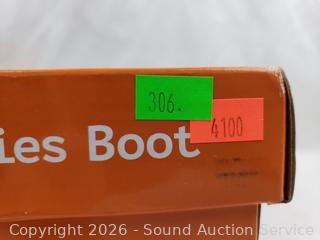 306.
4100
ies Boot
Copyright © 2026 - Sound Auction Service